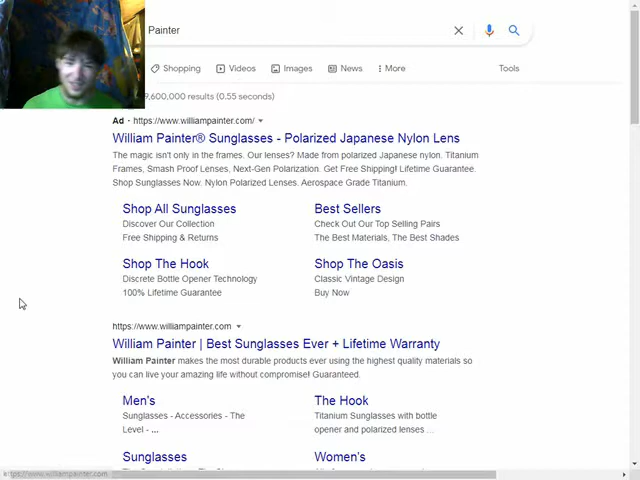 Painter
Shopping Videos Images News More Tools
9,600,000 results (0.55 seconds)
Ad · https://www.williampainter.com/
William Painter® Sunglasses - Polarized Japanese Nylon Lens
The magic isn't only in the frames. Our lenses? Made from polarized Japanese nylon. Titanium
Frames, Smash Proof Lenses, Next-Gen Polarization. Get Free Shipping! Lifetime Guarantee.
Shop Sunglasses Now. Nylon Polarized Lenses. Aerospace Grade Titanium.
Shop All Sunglasses
Discover Our Collection
Free Shipping & Returns
Best Sellers
Check Out Our Top Selling Pairs
The Best Materials, The Best Shades
Shop The Hook
Discrete Bottle Opener Technology
100% Lifetime Guarantee
Shop The Oasis
Classic Vintage Design
Buy Now
https://www.williampainter.com
William Painter | Best Sunglasses Ever + Lifetime Warranty
William Painter makes the most durable products ever using the highest quality materials so
you can live your amazing life without compromise! Guaranteed.
Men's
Sunglasses - Accessories - The
Level - ...
The Hook
Titanium Sunglasses with bottle
opener and polarized lenses ...
Sunglasses
Women's
https://www.williampainter.com